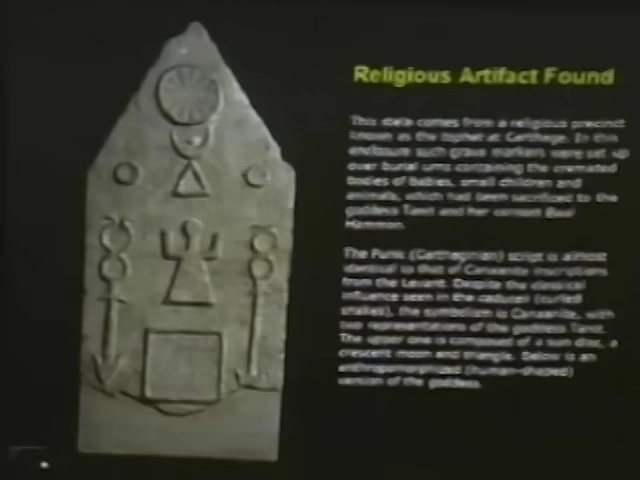 Religious Artifact Found
This stela comes from a religious precinct
known as the tophet at Carthage. In this
enclosure such grave markers were set up
over burial urns containing the cremated
bodies of babies, small children and
animals, which had been sacrificed to the
goddess Tanit and her consort Baal
Hammon.
The Punic (Carthaginian) script is almost
identical to that of Canaanite inscriptions
from the Levant. Despite the classical
influence seen in the caducei (curled
snakes), the symbolism is Canaanite, with
two representations of the goddess Tanit.
The upper one is composed of a sun disc, a
crescent moon and triangle. Below is an
anthropomorphized (human-shaped)
version of the goddess.